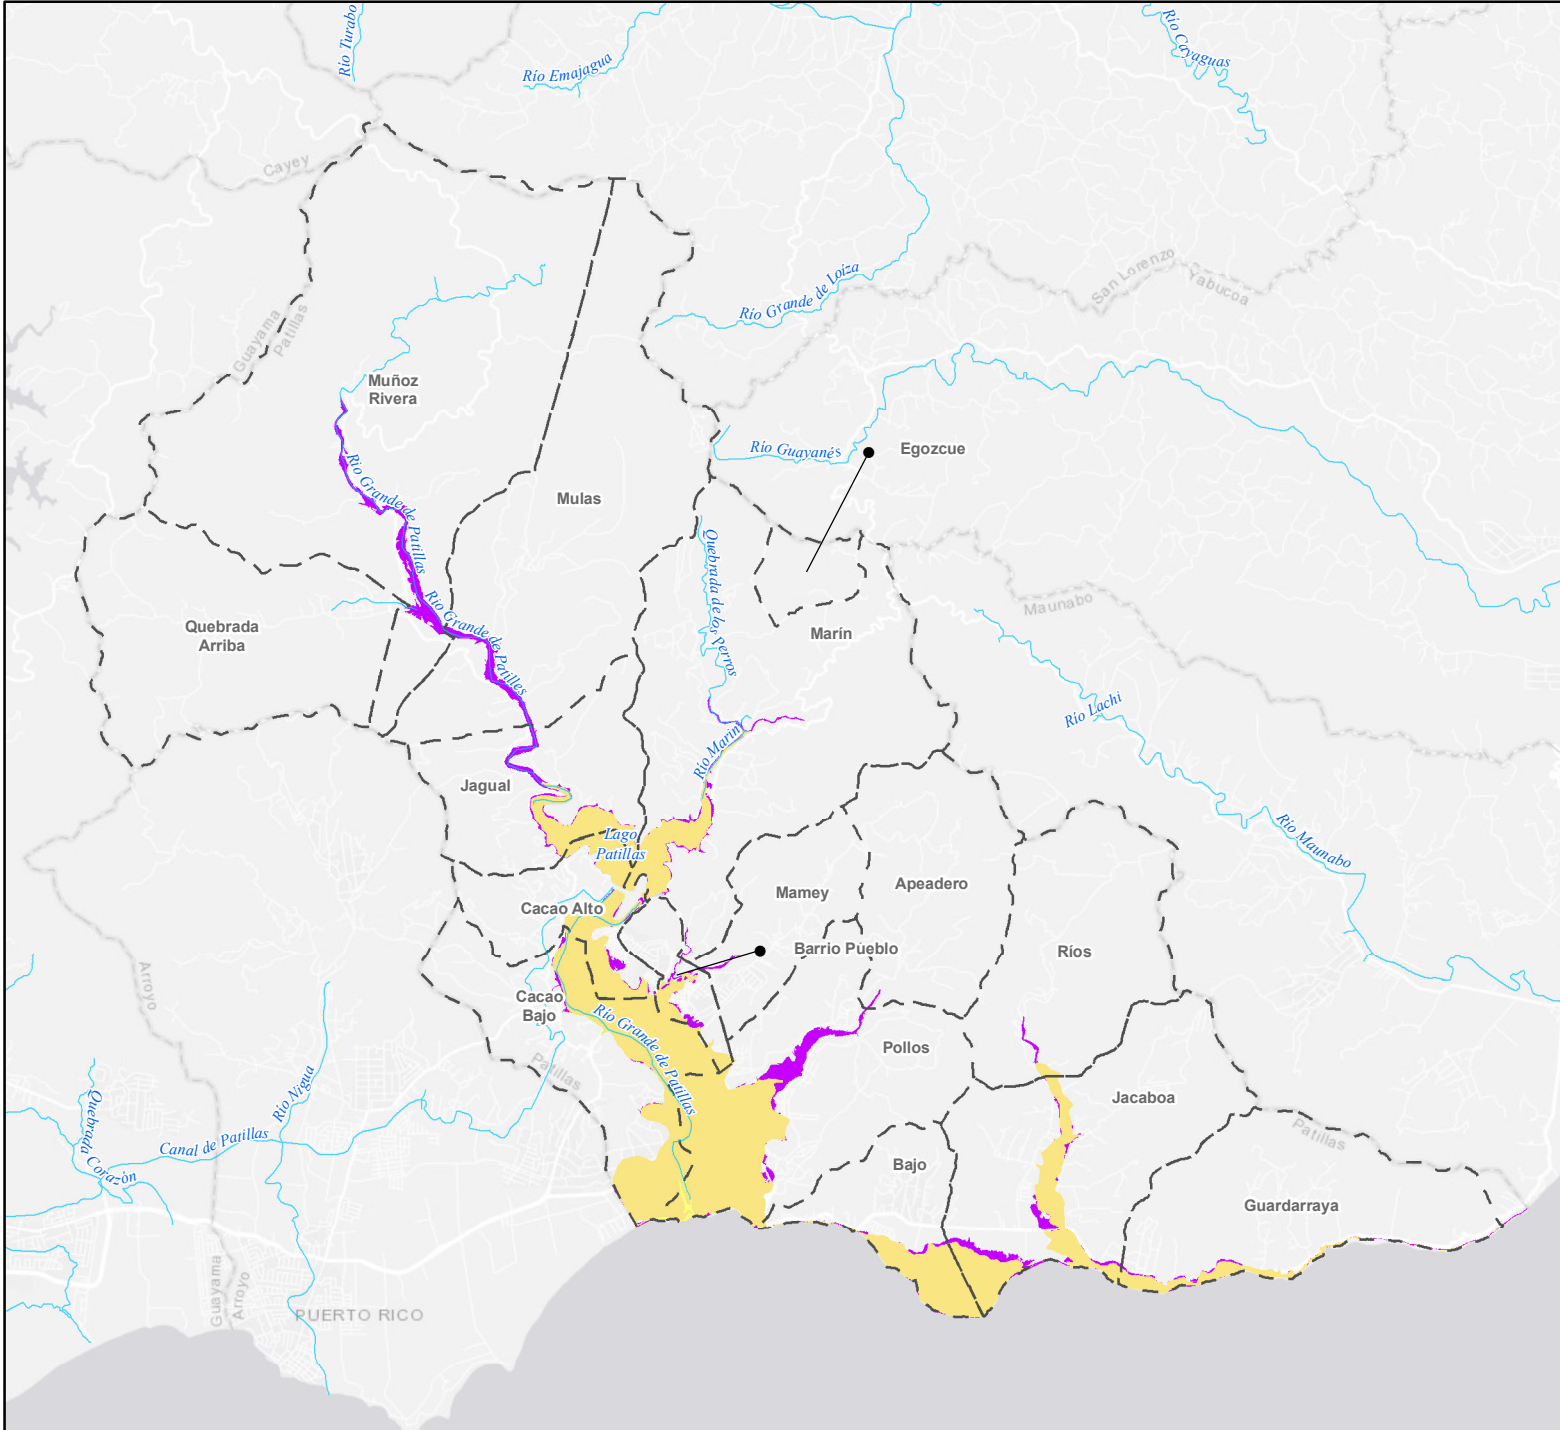 Río Turabo
Río Emajagua
Río Cayaguas
Cayey
San Lorenzo
Yabucoa
Río Grande de Loíza
Guayama
Patillas
Muñoz
Rivera
Río Guayanés
Egozcue
Río Grande de Patillas
Mulas
Quebrada de los Perros
Maunabo
Río Grande de Patilles
Quebrada
Arriba
Marín
Río Lachi
Río Marín
Jagual
Lago
Patillas
Río Maunabo
Mamey
Apeadero
Cacao Alto
Barrio Pueblo
Ríos
Arroyo
Cacao
Bajo
Río Grande de Patillas
Pollos
Patillas
Jacaboa
Río Nigua
Quebrada Corazón
Canal de Patillas
Patillas
Bajo
Guardarraya
Guayama
Arroyo
PUERTO RICO